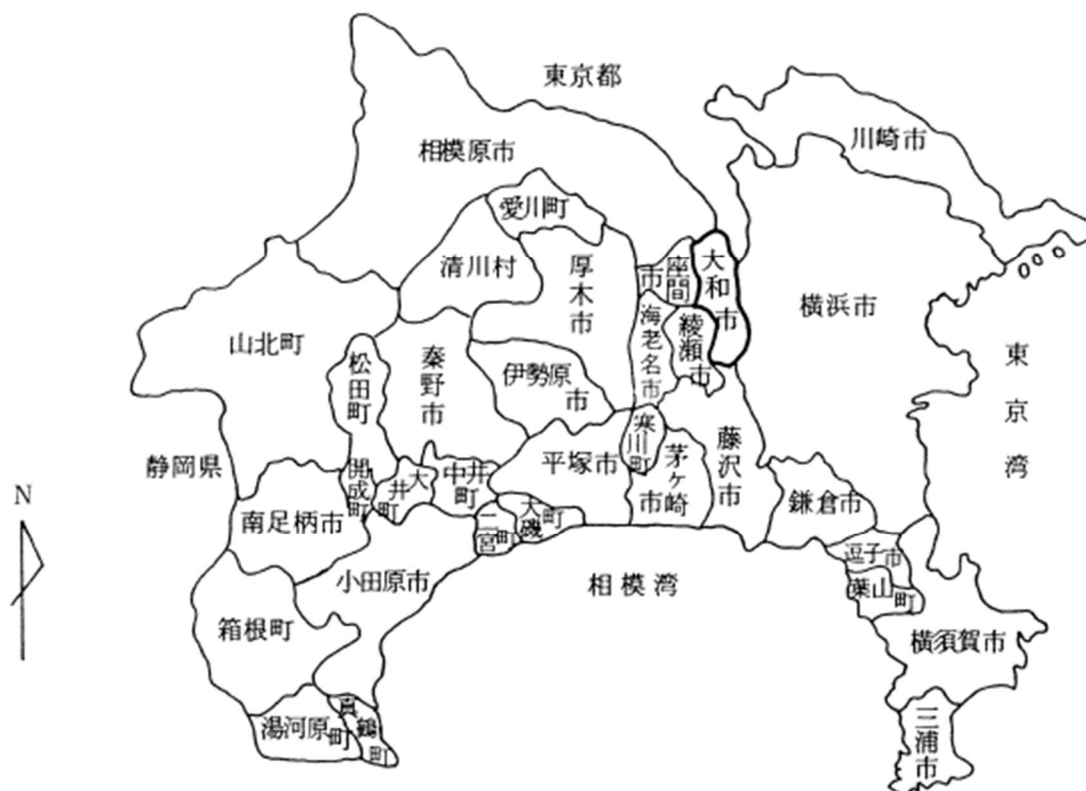 東京都
川崎市
相模原市
愛川町
清川村
厚木市
座間市
大和市
横浜市
海老名市
綾瀬市
山北町
松田町
秦野市
伊勢原市
寒川町
茅ヶ崎市
藤沢市
東京湾
静岡県
開成町
大井町
中井町
平塚市
鎌倉市
N
南足柄市
二宮町
大磯町
逗子市
小田原市
相模湾
葉山町
箱根町
横須賀市
湯河原町
真鶴町
三浦市